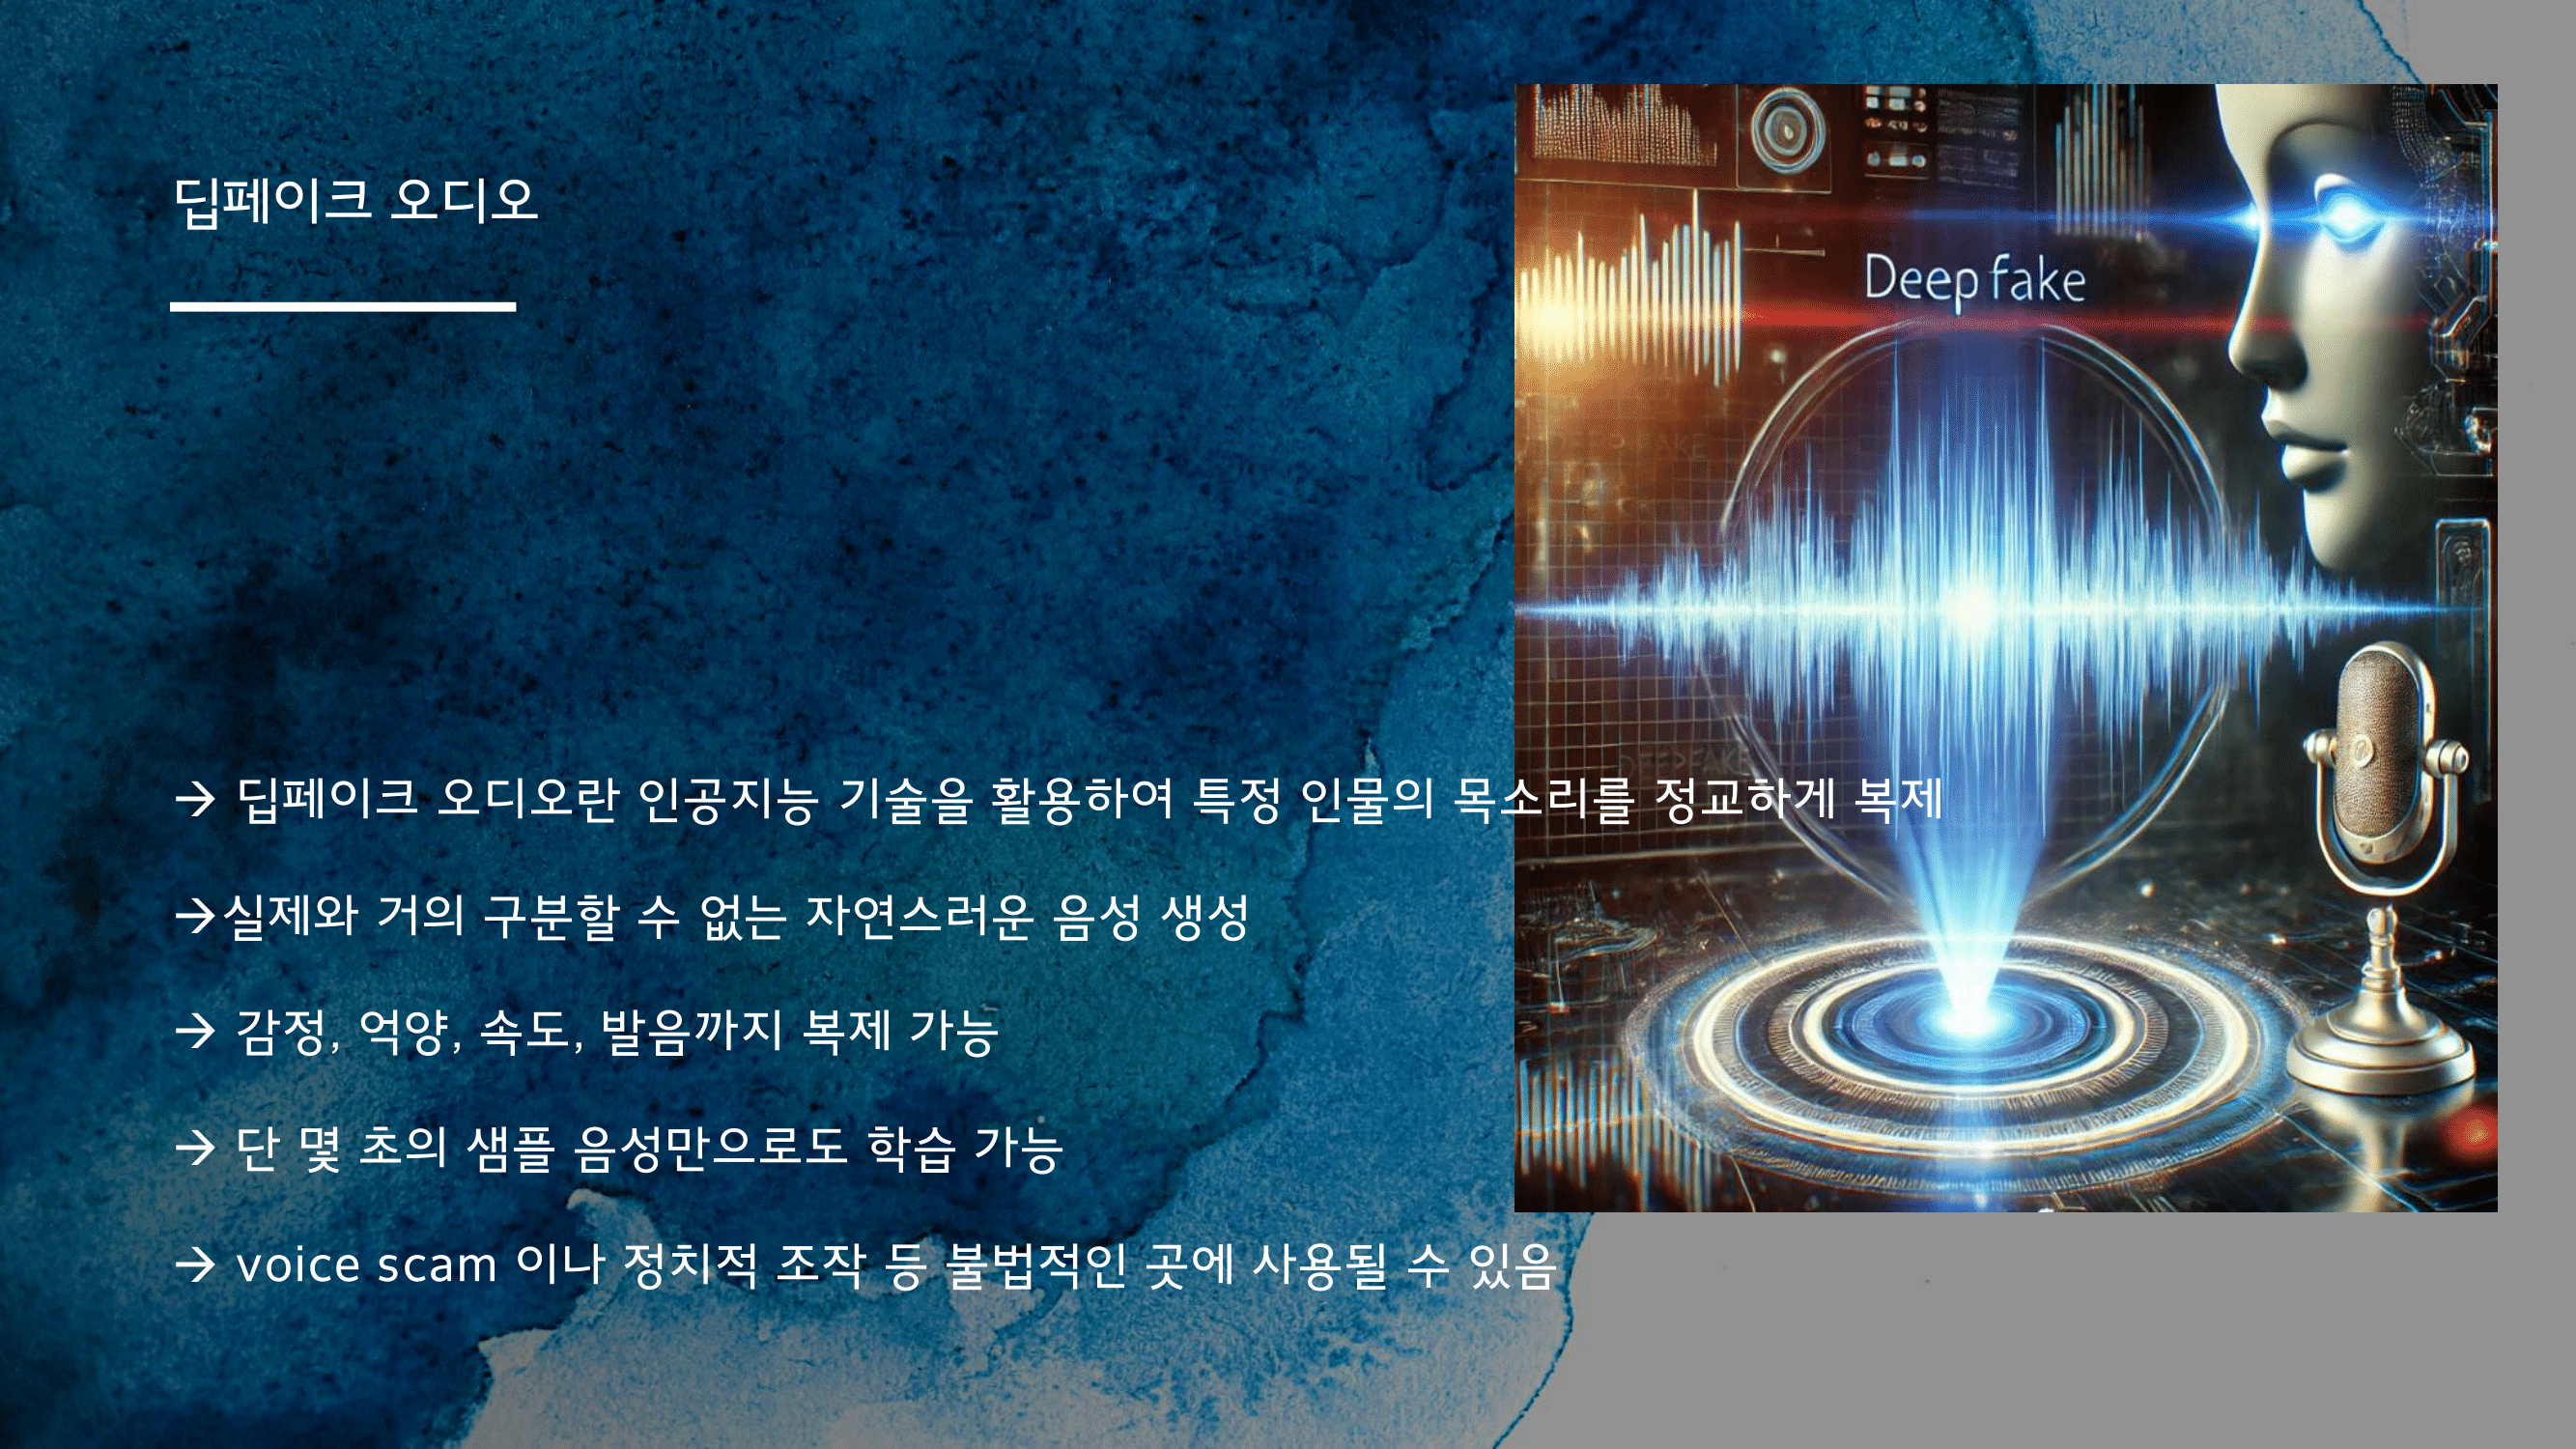 딥페이크 오디오
Deep fake
DEEPFAKE
→ 딥페이크 오디오란 인공지능 기술을 활용하여 특정 인물의 목소리를 정교하게 복제
→실제와 거의 구분할 수 없는 자연스러운 음성 생성
→ 감정, 억양, 속도, 발음까지 복제 가능
→ 단 몇 초의 샘플 음성만으로도 학습 가능
→ voice scam 이나 정치적 조작 등 불법적인 곳에 사용될 수 있음